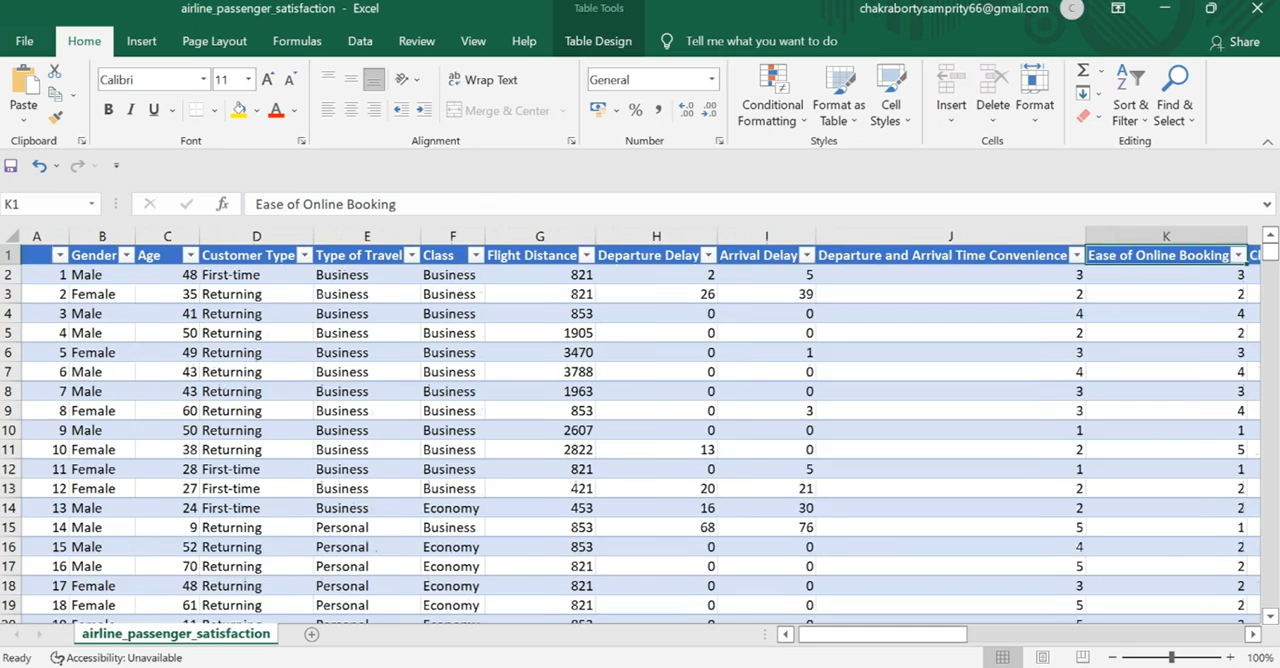 airline_passenger_satisfaction - Excel
Table Tools
chakrabortysamprity66@gmail.com C
File Home Insert Page Layout Formulas Data Review View Help Table Design Tell me what you want to do Share
Calibri 11 Wrap Text General
Paste B I U Merge & Center % , Conditional Formatting Format as Table Cell Styles Insert Delete Format Sort & Filter Find & Select
Clipboard Font Alignment Number Styles Cells Editing
K1 fx Ease of Online Booking
A B C D E F G H I J K
1 Gender Age Customer Type Type of Travel Class Flight Distance Departure Delay Arrival Delay Departure and Arrival Time Convenience Ease of Online Booking
2 1 Male 48 First-time Business Business 821 2 5 3 3
3 2 Female 35 Returning Business Business 821 26 39 2 2
4 3 Male 41 Returning Business Business 853 0 0 4 4
5 4 Male 50 Returning Business Business 1905 0 0 2 2
6 5 Female 49 Returning Business Business 3470 0 1 3 3
7 6 Male 43 Returning Business Business 3788 0 0 4 4
8 7 Male 43 Returning Business Business 1963 0 0 3 3
9 8 Female 60 Returning Business Business 853 0 3 3 4
10 9 Male 50 Returning Business Business 2607 0 0 1 1
11 10 Female 38 Returning Business Business 2822 13 0 2 5
12 11 Female 28 First-time Business Business 821 0 5 1 1
13 12 Female 27 First-time Business Business 421 20 21 2 2
14 13 Male 24 First-time Business Economy 453 16 30 2 2
15 14 Male 9 Returning Personal Business 853 68 76 5 1
16 15 Male 52 Returning Personal Economy 853 0 0 4 2
17 16 Male 70 Returning Personal Economy 821 0 0 5 2
18 17 Female 48 Returning Personal Economy 821 0 0 3 2
19 18 Female 61 Returning Personal Economy 821 0 0 5 2
airline_passenger_satisfaction
Ready Accessibility: Unavailable 100%